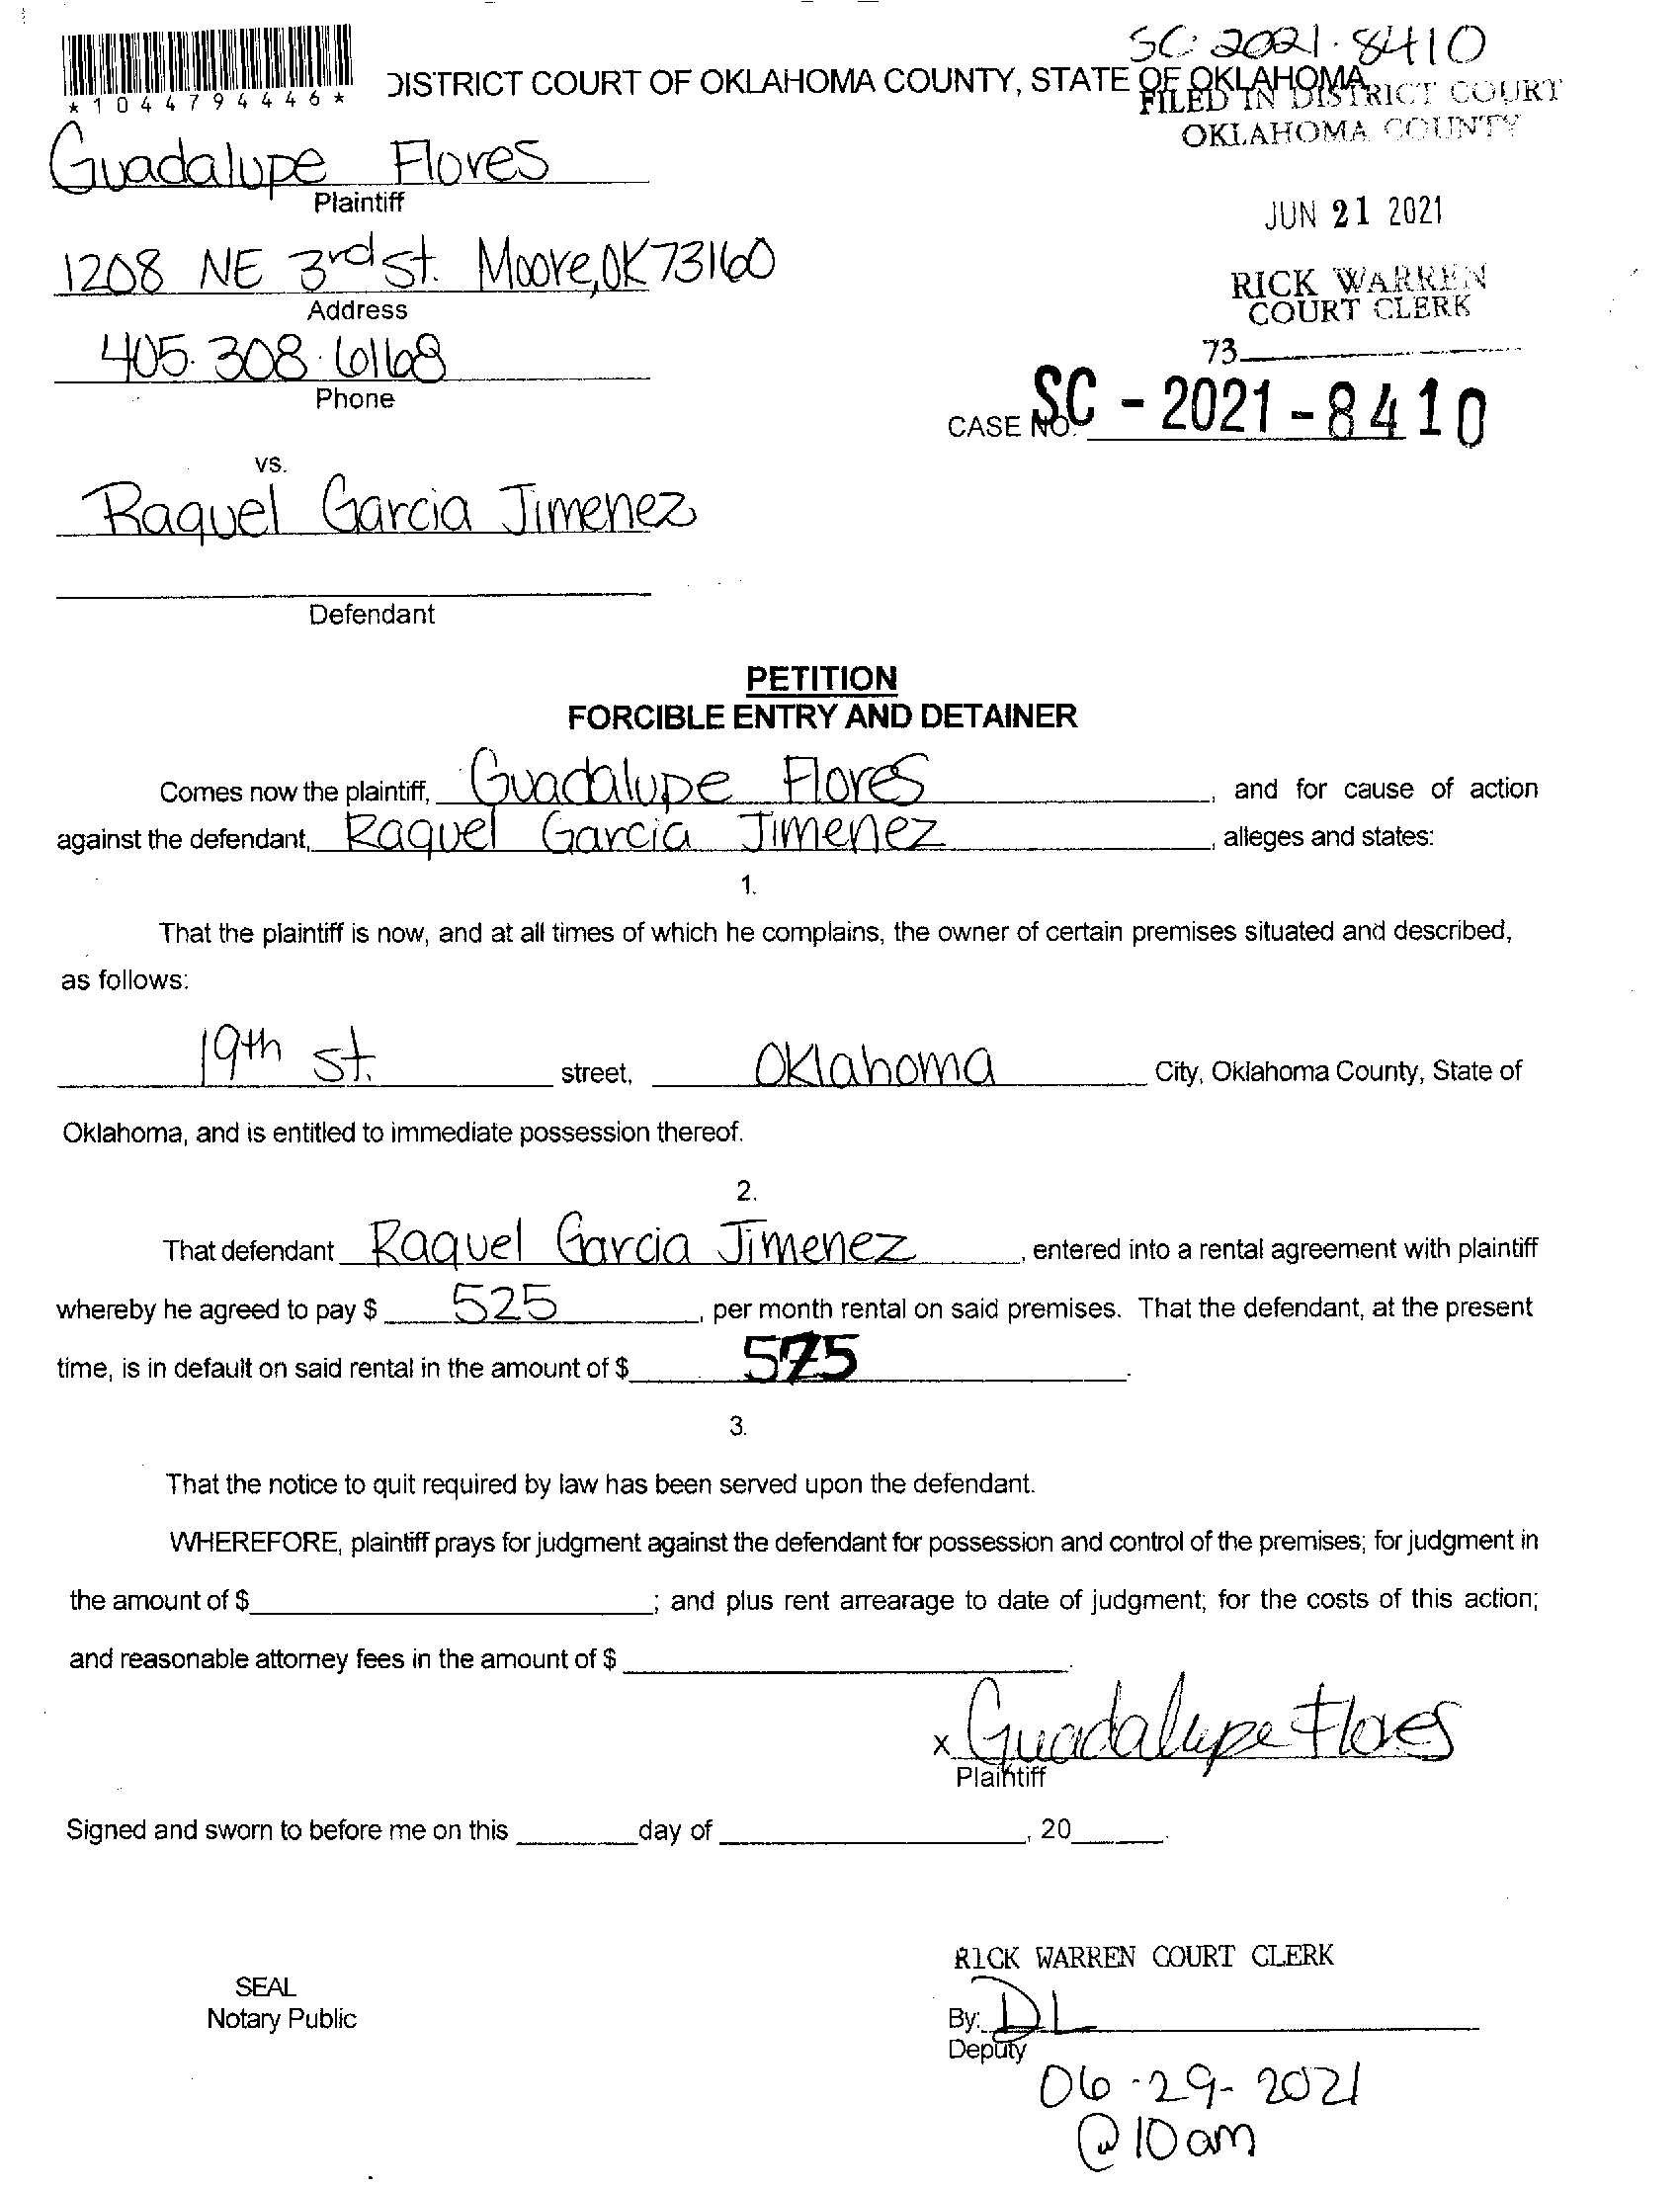 SC-2021-8410
*1044794446*
DISTRICT COURT OF OKLAHOMA COUNTY, STATE OF OKLAHOMA
FILED IN DISTRICT COURT
OKLAHOMA COUNTY
Guadalupe Flores
Plaintiff
JUN 21 2021
1208 NE 3rd St. Moore, OK 73160
Address
RICK WARREN
COURT CLERK
405-308-6168
Phone
73
CASE NO. SC - 2021 - 8410
vs.
Raquel Garcia Jimenez
Defendant
PETITION
FORCIBLE ENTRY AND DETAINER
Comes now the plaintiff, Guadalupe Flores, and for cause of action
against the defendant, Raquel Garcia Jimenez, alleges and states:
1.
That the plaintiff is now, and at all times of which he complains, the owner of certain premises situated and described,
as follows:
19th St. street, Oklahoma City, Oklahoma County, State of
Oklahoma, and is entitled to immediate possession thereof.
2.
That defendant Raquel Garcia Jimenez, entered into a rental agreement with plaintiff
whereby he agreed to pay $ 525, per month rental on said premises. That the defendant, at the present
time, is in default on said rental in the amount of $ 575.
3.
That the notice to quit required by law has been served upon the defendant.
WHEREFORE, plaintiff prays for judgment against the defendant for possession and control of the premises; for judgment in
the amount of $; and plus rent arrearage to date of judgment; for the costs of this action;
and reasonable attorney fees in the amount of $.
x Guadalupe Flores
Plaintiff
Signed and sworn to before me on this day of, 20.
RICK WARREN COURT CLERK
SEAL
Notary Public
By: DL
Deputy
06-29-2021
@ 10am